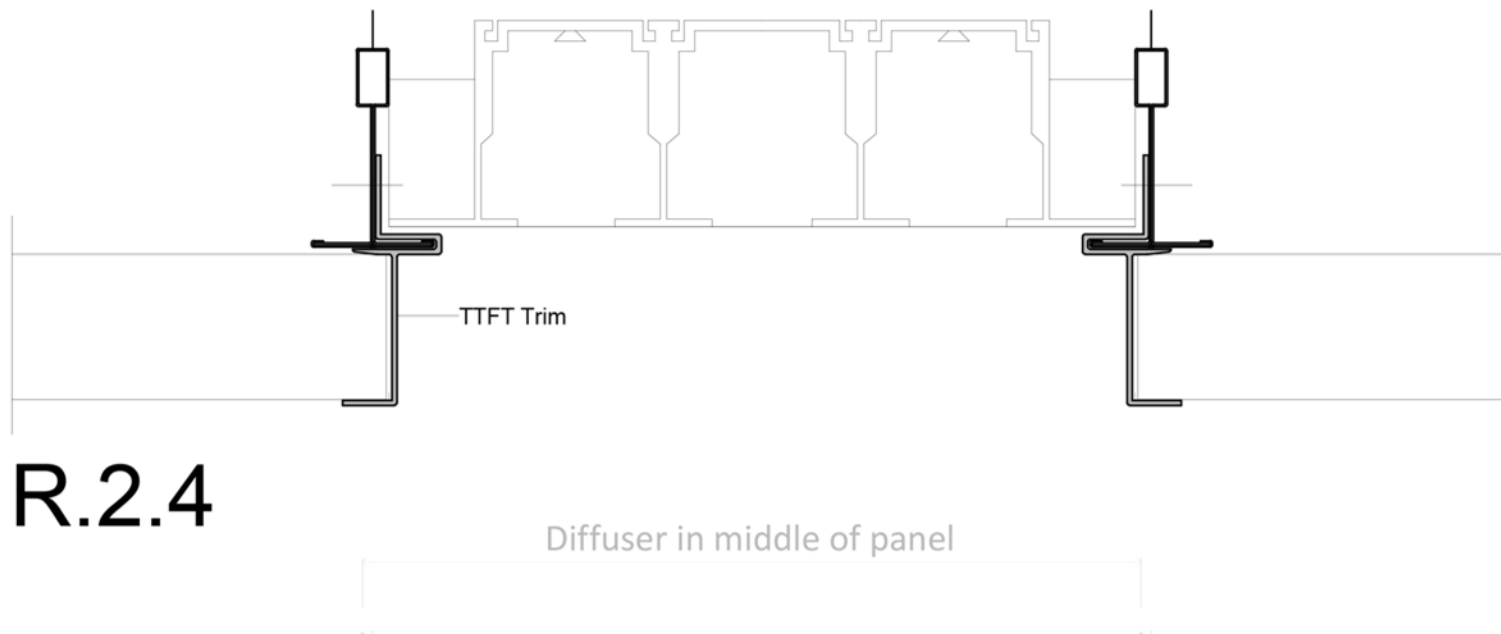 TTFT Trim
R.2.4
Diffuser in middle of panel